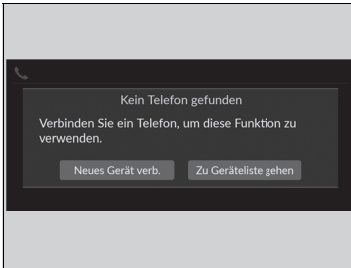 Kein Telefon gefunden
Verbinden Sie ein Telefon, um diese Funktion zu
verwenden.
Neues Gerät verb.
Zu Geräteliste gehen